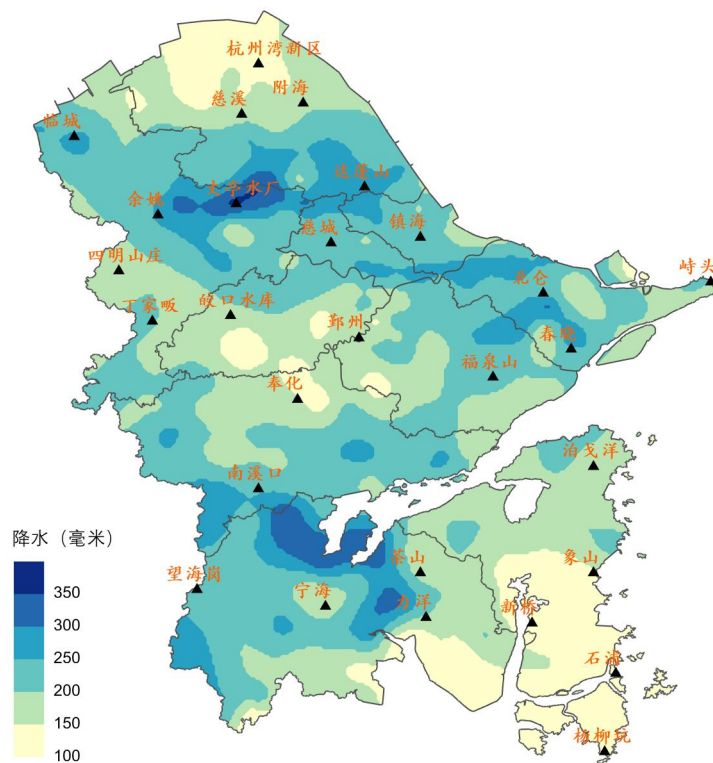 杭州湾新区
附海
慈溪
临城
达蓬山
丈亭水厂
余姚
镇海
慈城
四明山庄
北仑
峙头
丁家畈
皎口水库
鄞州
春晓
福泉山
奉化
泊戈洋
南溪口
降水（毫米）
350
300
250
200
150
100
望海岗
茶山
象山
宁海
力洋
新桥
石浦
杨柳坑